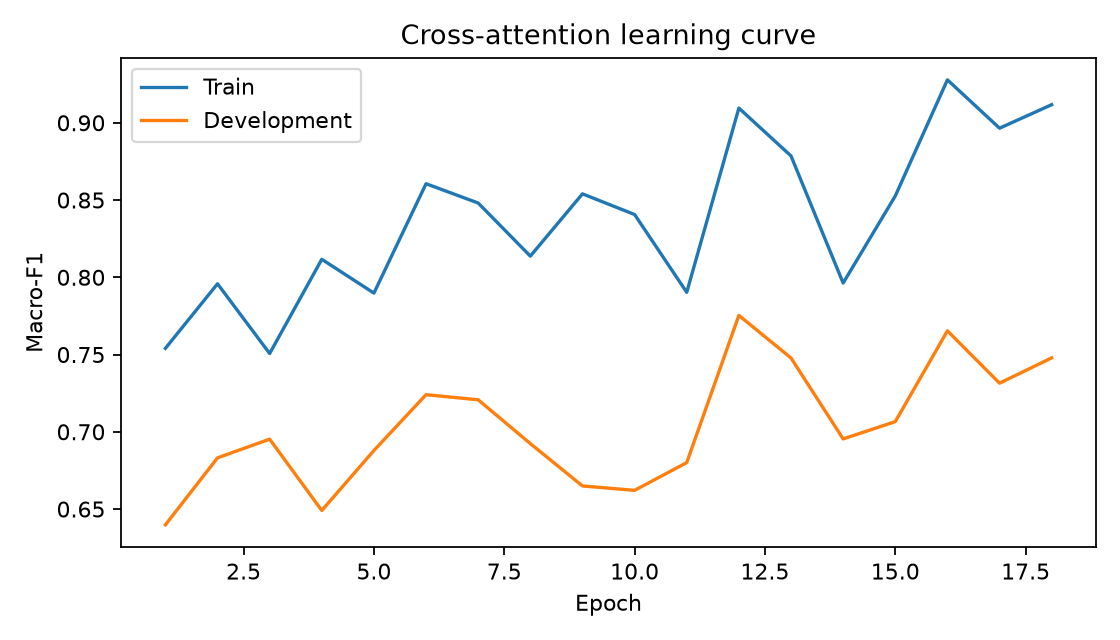 Cross-attention learning curve
Train
Development
0.90
0.85
0.80
0.75
0.70
0.65
Macro-F1
2.5 5.0 7.5 10.0 12.5 15.0 17.5
Epoch